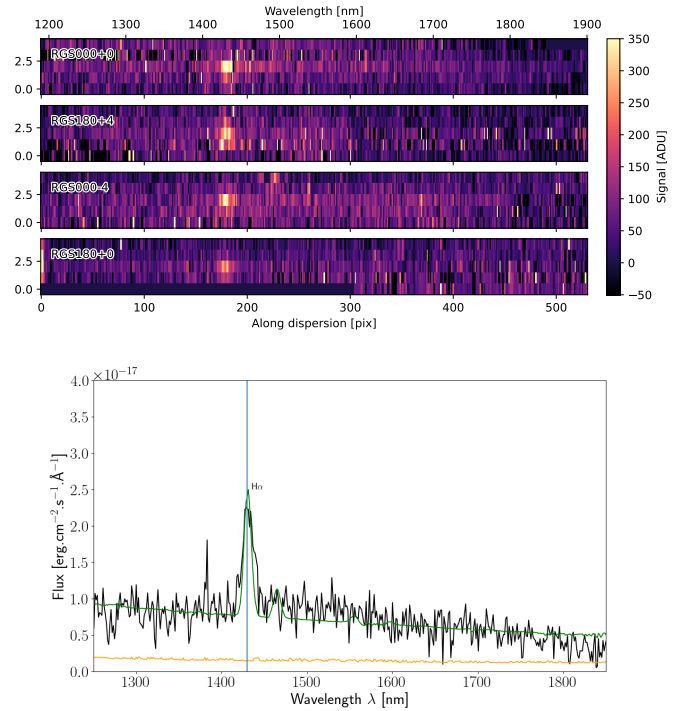 Wavelength [nm]
1200 1300 1400 1500 1600 1700 1800 1900
RGS000+0
2.5
0.0
RGS180+4
2.5
0.0
RGS000-4
2.5
0.0
RGS180+0
2.5
0.0
0 100 200 300 400 500
Along dispersion [pix]
350
300
250
200
150
100
50
0
−50
Signal [ADU]
×10⁻¹⁷
4.0
3.5
3.0
2.5
2.0
1.5
1.0
0.5
0.0
Flux [erg.cm⁻².s⁻¹.Å⁻¹]
Hα
1300 1400 1500 1600 1700 1800
Wavelength λ [nm]